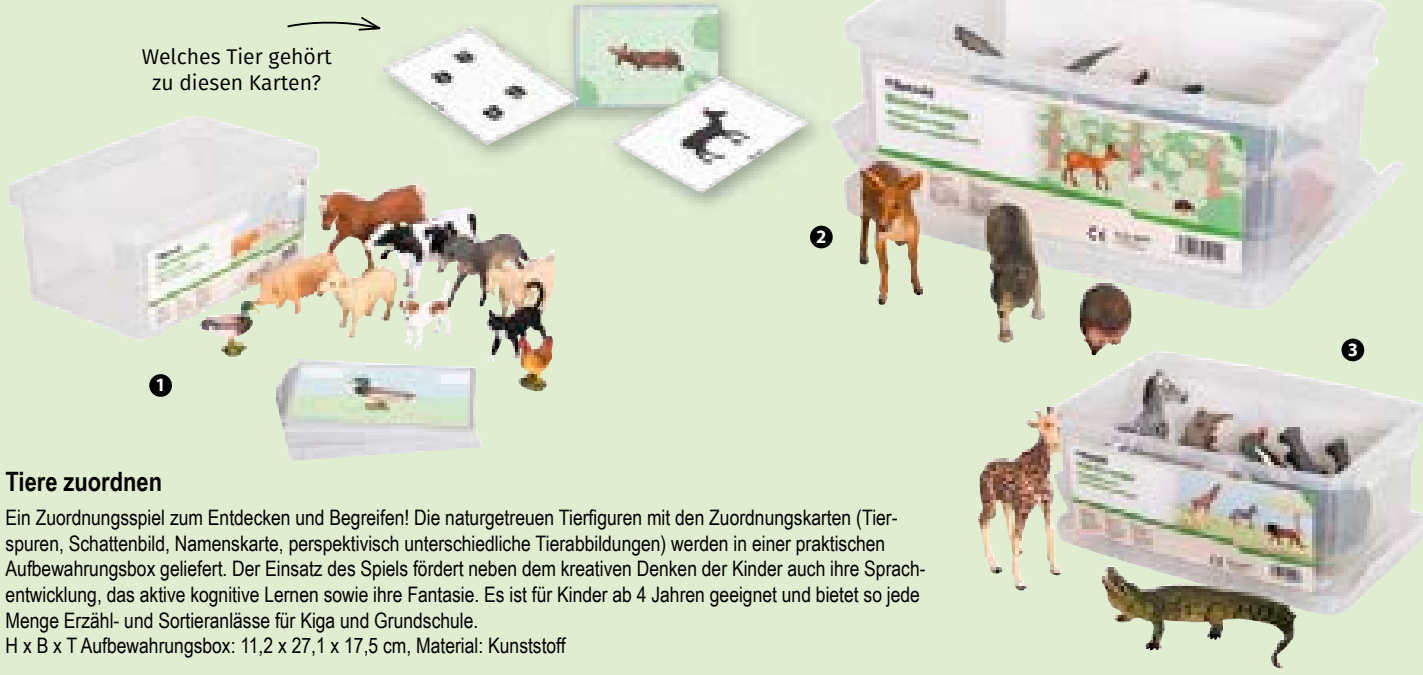 Welches Tier gehört
zu diesen Karten?
❶
❷
❸
Tiere zuordnen
Ein Zuordnungsspiel zum Entdecken und Begreifen! Die naturgetreuen Tierfiguren mit den Zuordnungskarten (Tier-
spuren, Schattenbild, Namenskarte, perspektivisch unterschiedliche Tierabbildungen) werden in einer praktischen
Aufbewahrungsbox geliefert. Der Einsatz des Spiels fördert neben dem kreativen Denken der Kinder auch ihre Sprach-
entwicklung, das aktive kognitive Lernen sowie ihre Fantasie. Es ist für Kinder ab 4 Jahren geeignet und bietet so jede
Menge Erzähl- und Sortieranlässe für Kiga und Grundschule.
H x B x T Aufbewahrungsbox: 11,2 x 27,1 x 17,5 cm, Material: Kunststoff